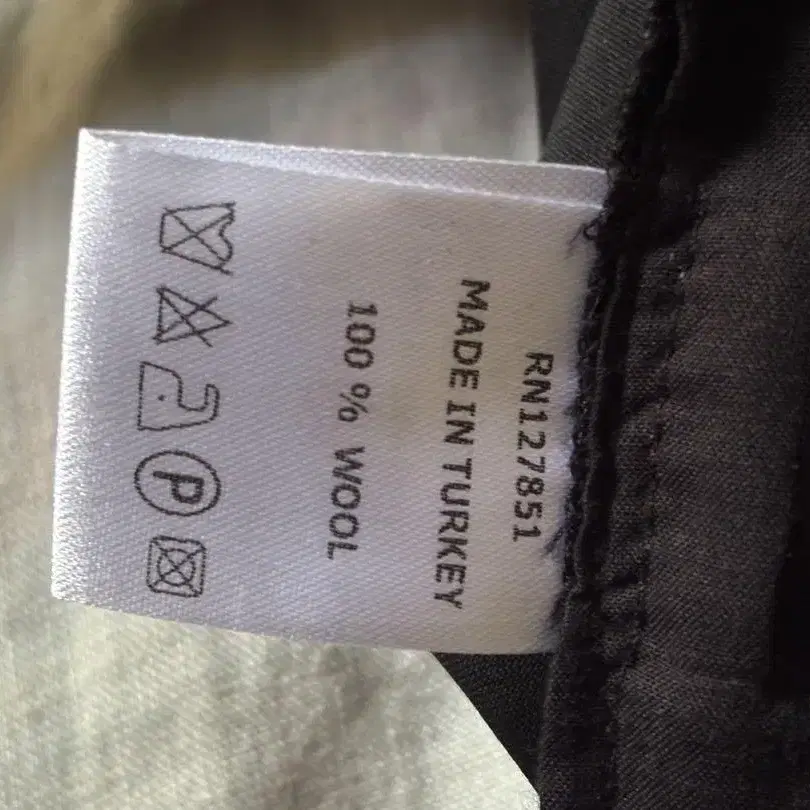 RN127851
MADE IN TURKEY
100 % WOOL
P